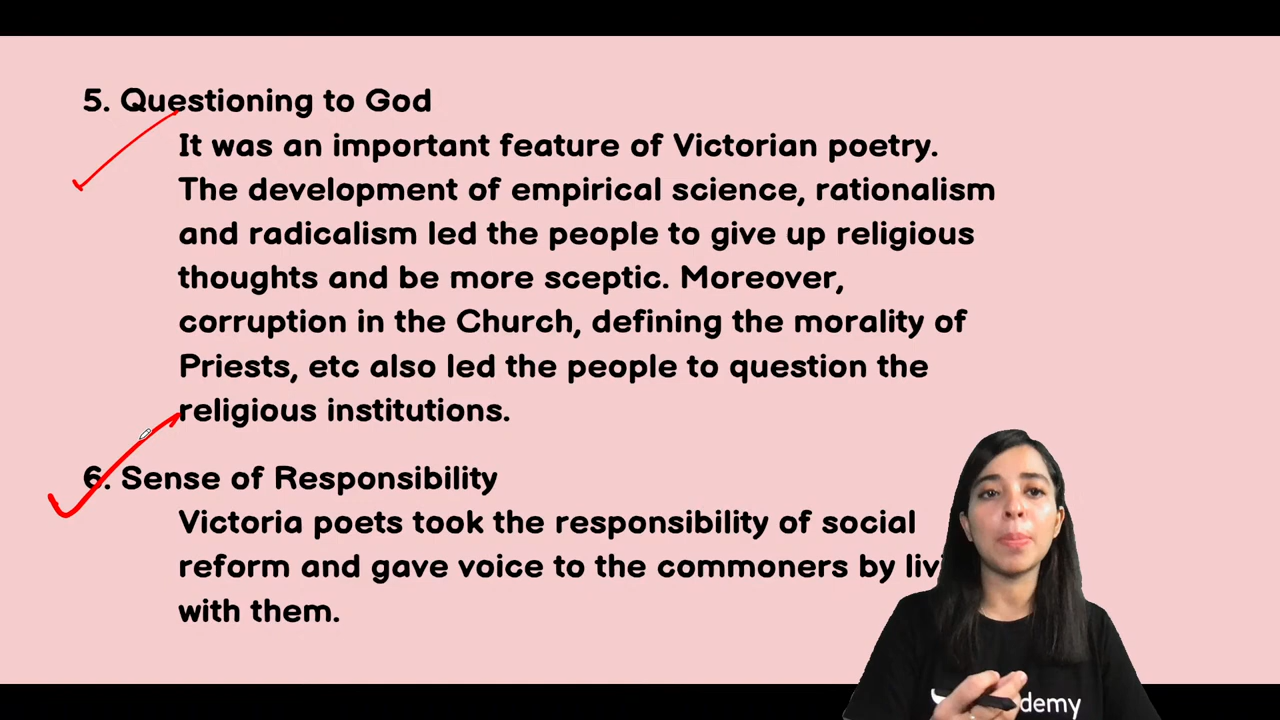 5. Questioning to God
It was an important feature of Victorian poetry.
The development of empirical science, rationalism
and radicalism led the people to give up religious
thoughts and be more sceptic. Moreover,
corruption in the Church, defining the morality of
Priests, etc also led the people to question the
religious institutions.
6. Sense of Responsibility
Victoria poets took the responsibility of social
reform and gave voice to the commoners by
with them.